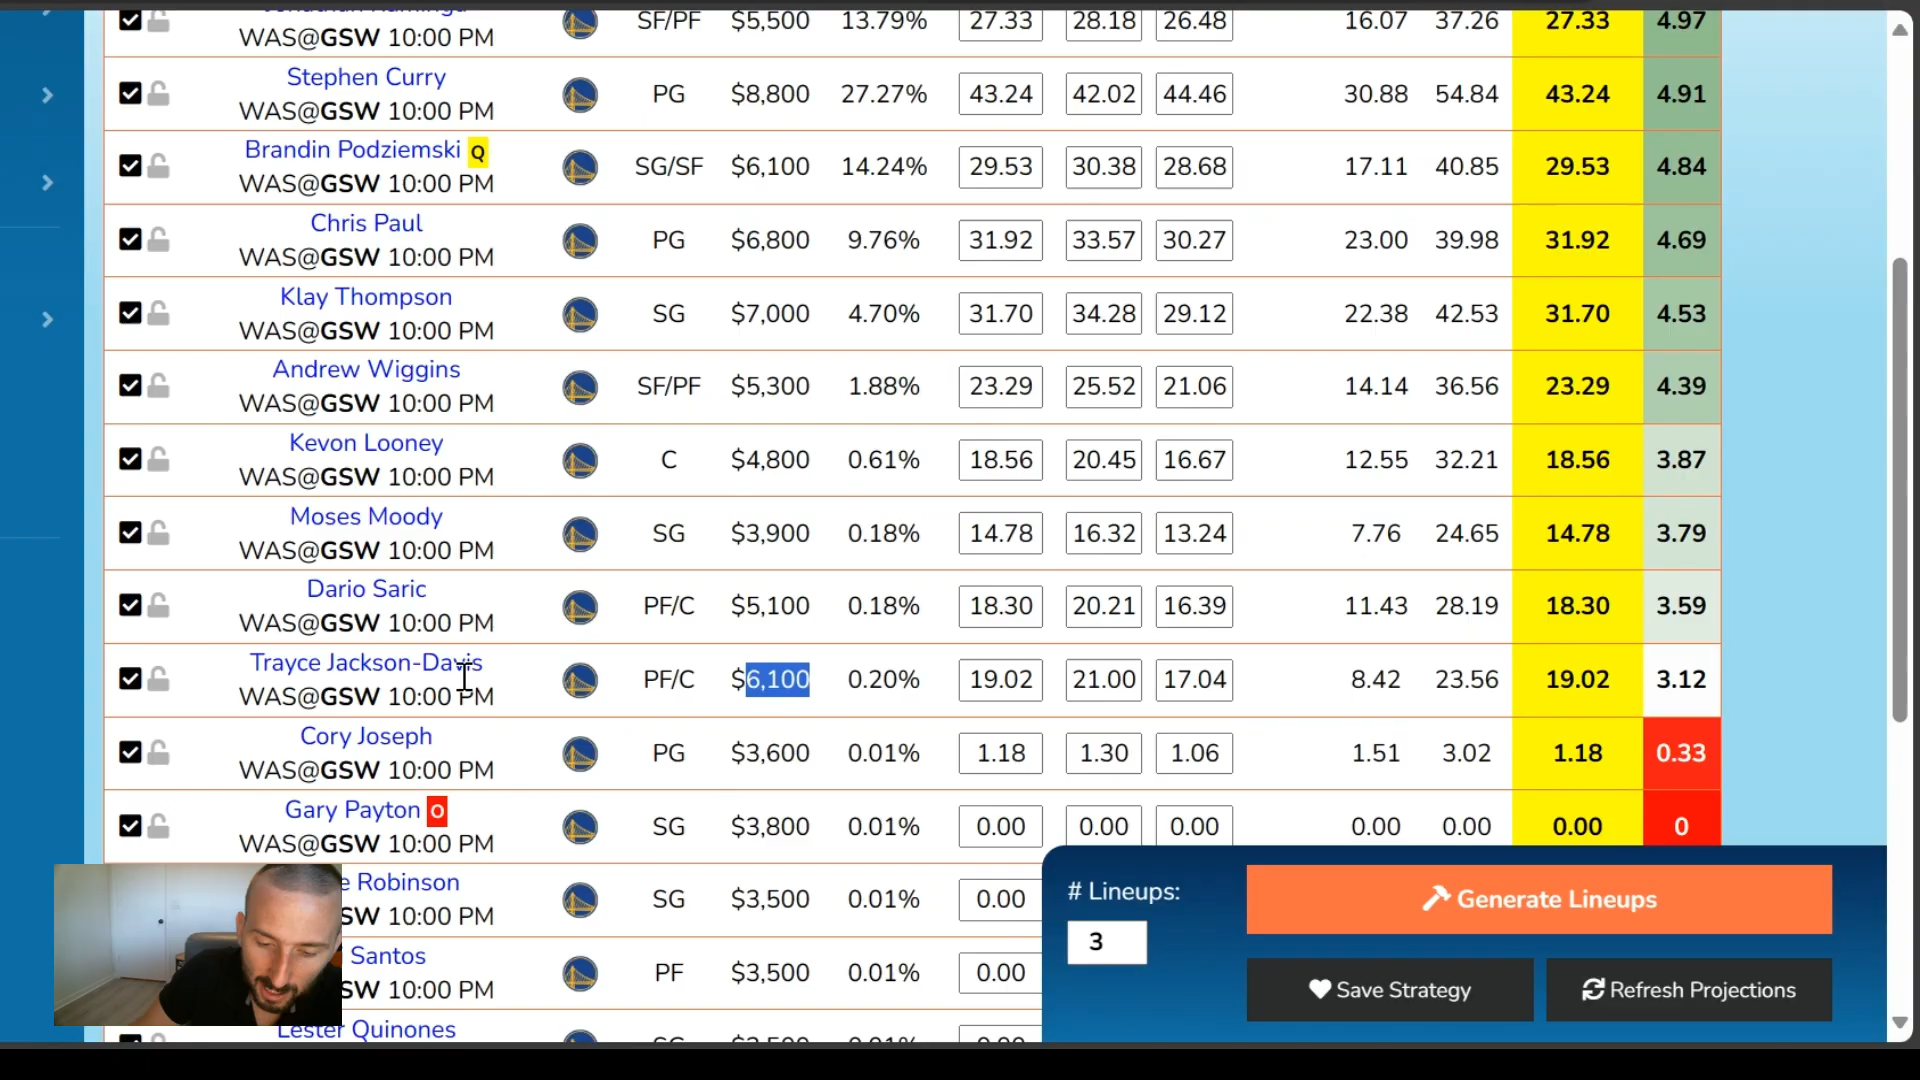 Jonathan Kuminga
WAS@GSW 10:00 PM SF/PF $5,500 13.79% 27.33 28.18 26.48 16.07 37.26 27.33 4.97
Stephen Curry
WAS@GSW 10:00 PM PG $8,800 27.27% 43.24 42.02 44.46 30.88 54.84 43.24 4.91
Brandin Podziemski Q
WAS@GSW 10:00 PM SG/SF $6,100 14.24% 29.53 30.38 28.68 17.11 40.85 29.53 4.84
Chris Paul
WAS@GSW 10:00 PM PG $6,800 9.76% 31.92 33.57 30.27 23.00 39.98 31.92 4.69
Klay Thompson
WAS@GSW 10:00 PM SG $7,000 4.70% 31.70 34.28 29.12 22.38 42.53 31.70 4.53
Andrew Wiggins
WAS@GSW 10:00 PM SF/PF $5,300 1.88% 23.29 25.52 21.06 14.14 36.56 23.29 4.39
Kevon Looney
WAS@GSW 10:00 PM C $4,800 0.61% 18.56 20.45 16.67 12.55 32.21 18.56 3.87
Moses Moody
WAS@GSW 10:00 PM SG $3,900 0.18% 14.78 16.32 13.24 7.76 24.65 14.78 3.79
Dario Saric
WAS@GSW 10:00 PM PF/C $5,100 0.18% 18.30 20.21 16.39 11.43 28.19 18.30 3.59
Trayce Jackson-Davis
WAS@GSW 10:00 PM PF/C $6,100 0.20% 19.02 21.00 17.04 8.42 23.56 19.02 3.12
Cory Joseph
WAS@GSW 10:00 PM PG $3,600 0.01% 1.18 1.30 1.06 1.51 3.02 1.18 0.33
Gary Payton O
WAS@GSW 10:00 PM SG $3,800 0.01% 0.00 0.00 0.00 0.00 0.00 0.00 0
e Robinson
SW 10:00 PM SG $3,500 0.01% 0.00
Santos
SW 10:00 PM PF $3,500 0.01% 0.00
Lester Quinones
# Lineups:
3
Generate Lineups
Save Strategy
Refresh Projections